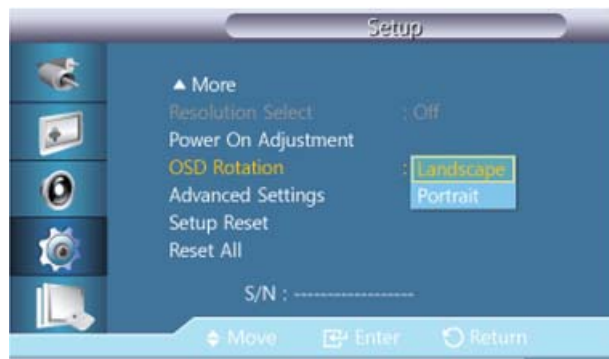 Setup
▲ More
Resolution Select : Off
Power On Adjustment
OSD Rotation : Landscape
Advanced Settings Portrait
Setup Reset
Reset All
S/N : ------------------
Move Enter Return